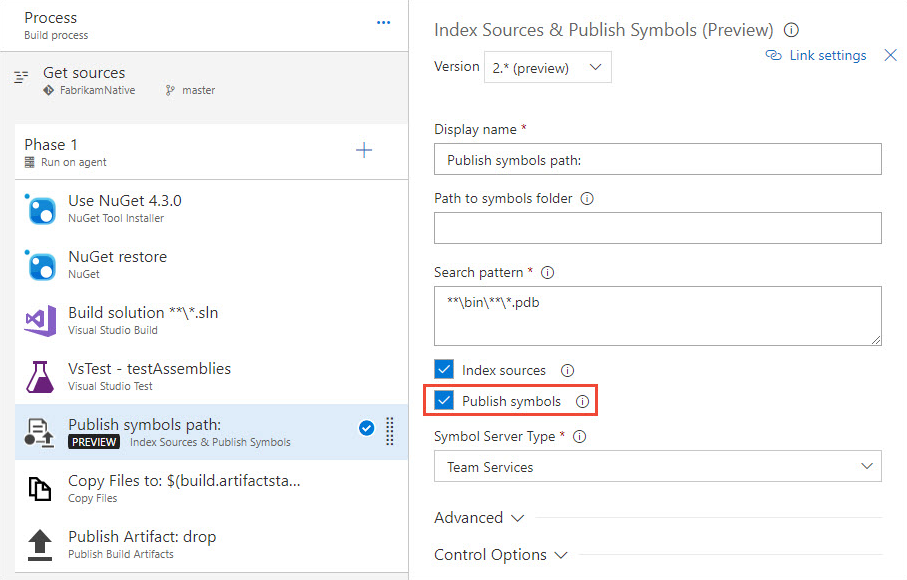 Process
Build process
Get sources
FabrikamNative
master
Phase 1
Run on agent
Use NuGet 4.3.0
NuGet Tool Installer
NuGet restore
NuGet
Build solution **\*.sln
Visual Studio Build
VsTest - testAssemblies
Visual Studio Test
Publish symbols path:
PREVIEW Index Sources & Publish Symbols
Copy Files to: $(build.artifactsta...
Copy Files
Publish Artifact: drop
Publish Build Artifacts
Index Sources & Publish Symbols (Preview)
Link settings
Version 2.* (preview)
Display name *
Publish symbols path:
Path to symbols folder
Search pattern *
**\bin\**\*.pdb
Index sources
Publish symbols
Symbol Server Type *
Team Services
Advanced
Control Options